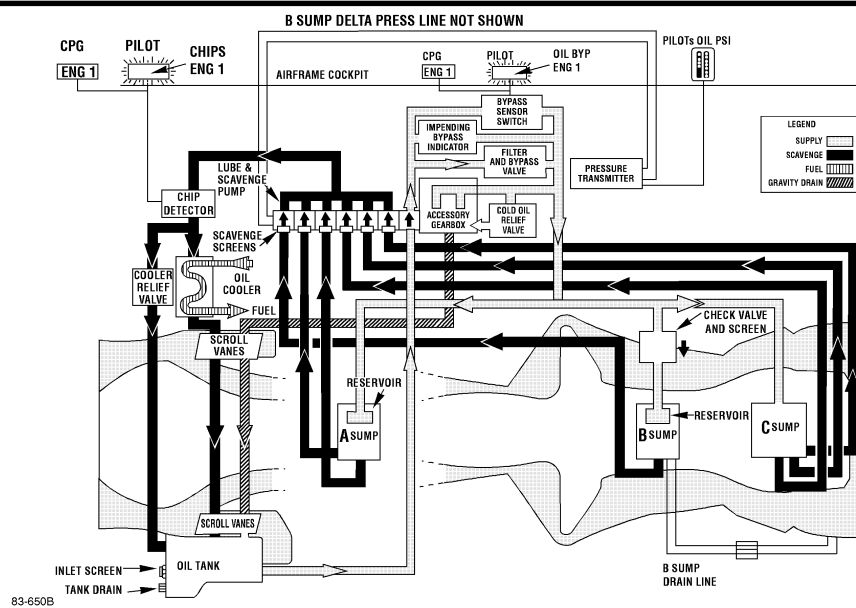 B SUMP DELTA PRESS LINE NOT SHOWN
CPG
ENG 1
PILOT
CHIPS
ENG 1
AIRFRAME COCKPIT
CPG
ENG 1
PILOT
OIL BYP
ENG 1
PILOTs OIL PSI
BYPASS
SENSOR
SWITCH
IMPENDING
BYPASS
INDICATOR
FILTER
AND BYPASS
VALVE
PRESSURE
TRANSMITTER
LEGEND
SUPPLY
SCAVENGE
FUEL
GRAVITY DRAIN
LUBE &
SCAVENGE
PUMP
CHIP
DETECTOR
ACCESSORY
GEARBOX
COLD OIL
RELIEF
VALVE
SCAVENGE
SCREENS
COOLER
RELIEF
VALVE
OIL
COOLER
FUEL
SCROLL
VANES
CHECK VALVE
AND SCREEN
RESERVOIR
A SUMP
B SUMP
RESERVOIR
C SUMP
SCROLL VANES
OIL TANK
INLET SCREEN
TANK DRAIN
B SUMP
DRAIN LINE
83-650B